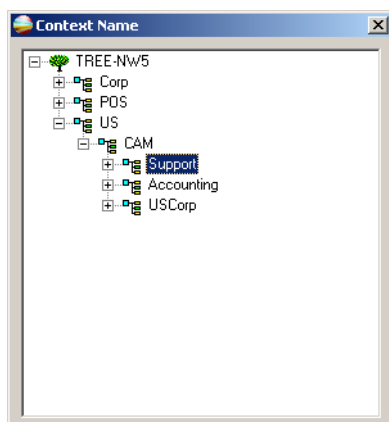 Context Name
TREE-NW5
Corp
POS
US
CAM
Support
Accounting
USCorp